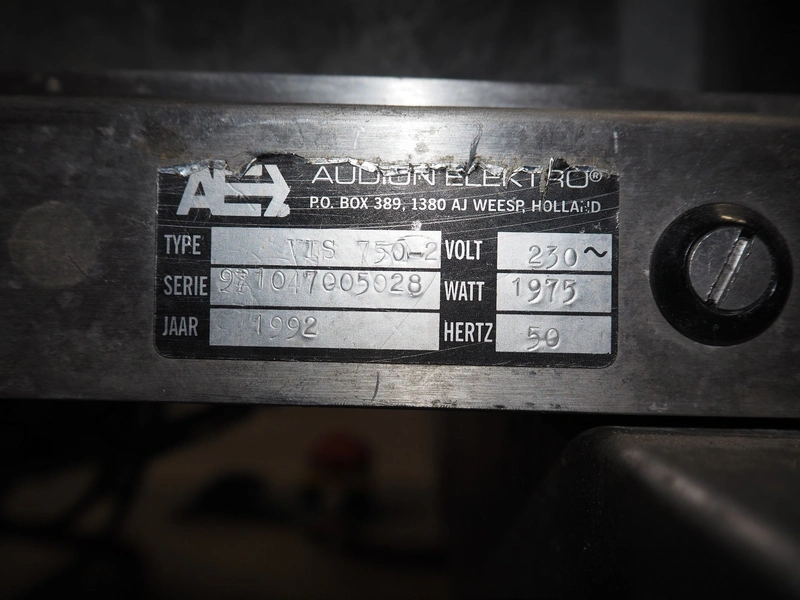 AE
AUDION ELEKTRO®
P.O. BOX 389, 1380 AJ WEESP, HOLLAND
TYPE VIS 750-2 VOLT 230~
SERIE 921047005028 WATT 1975
JAAR 1992 HERTZ 50